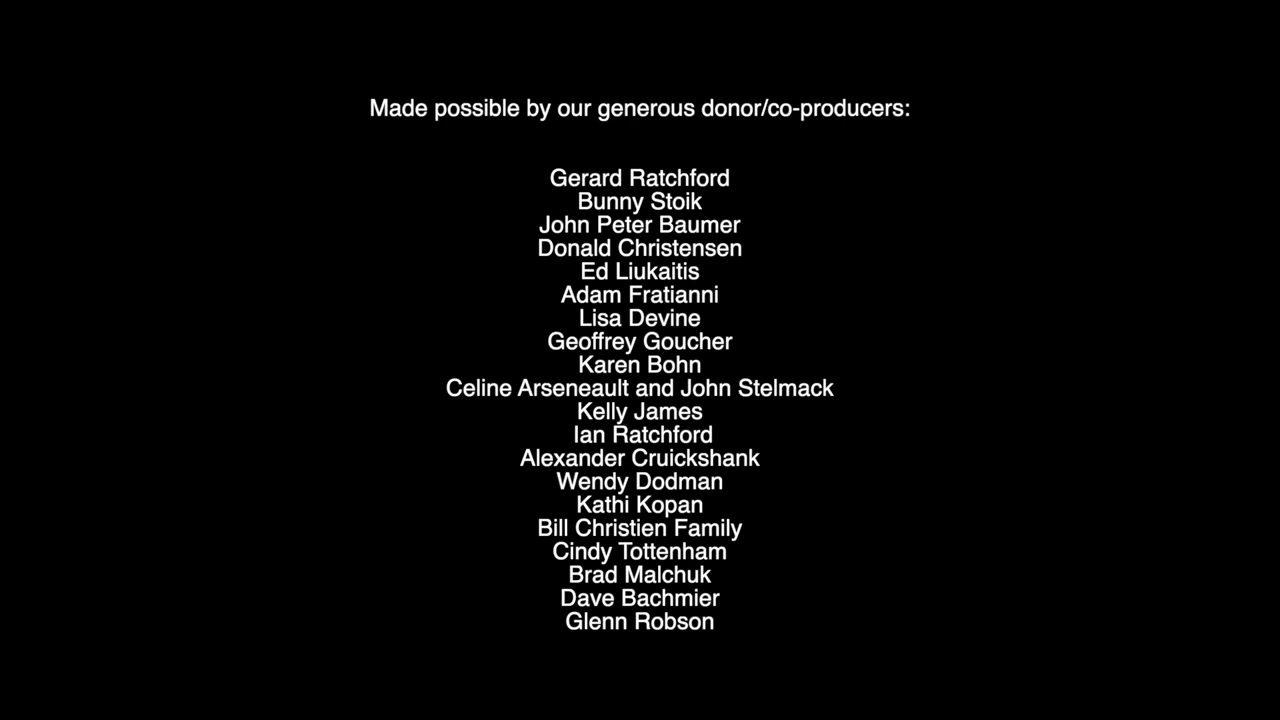 Made possible by our generous donor/co-producers:
Gerard Ratchford
Bunny Stoik
John Peter Baumer
Donald Christensen
Ed Liukaitis
Adam Fratianni
Lisa Devine
Geoffrey Goucher
Karen Bohn
Celine Arseneault and John Stelmack
Kelly James
Ian Ratchford
Alexander Cruickshank
Wendy Dodman
Kathi Kopan
Bill Christien Family
Cindy Tottenham
Brad Malchuk
Dave Bachmier
Glenn Robson